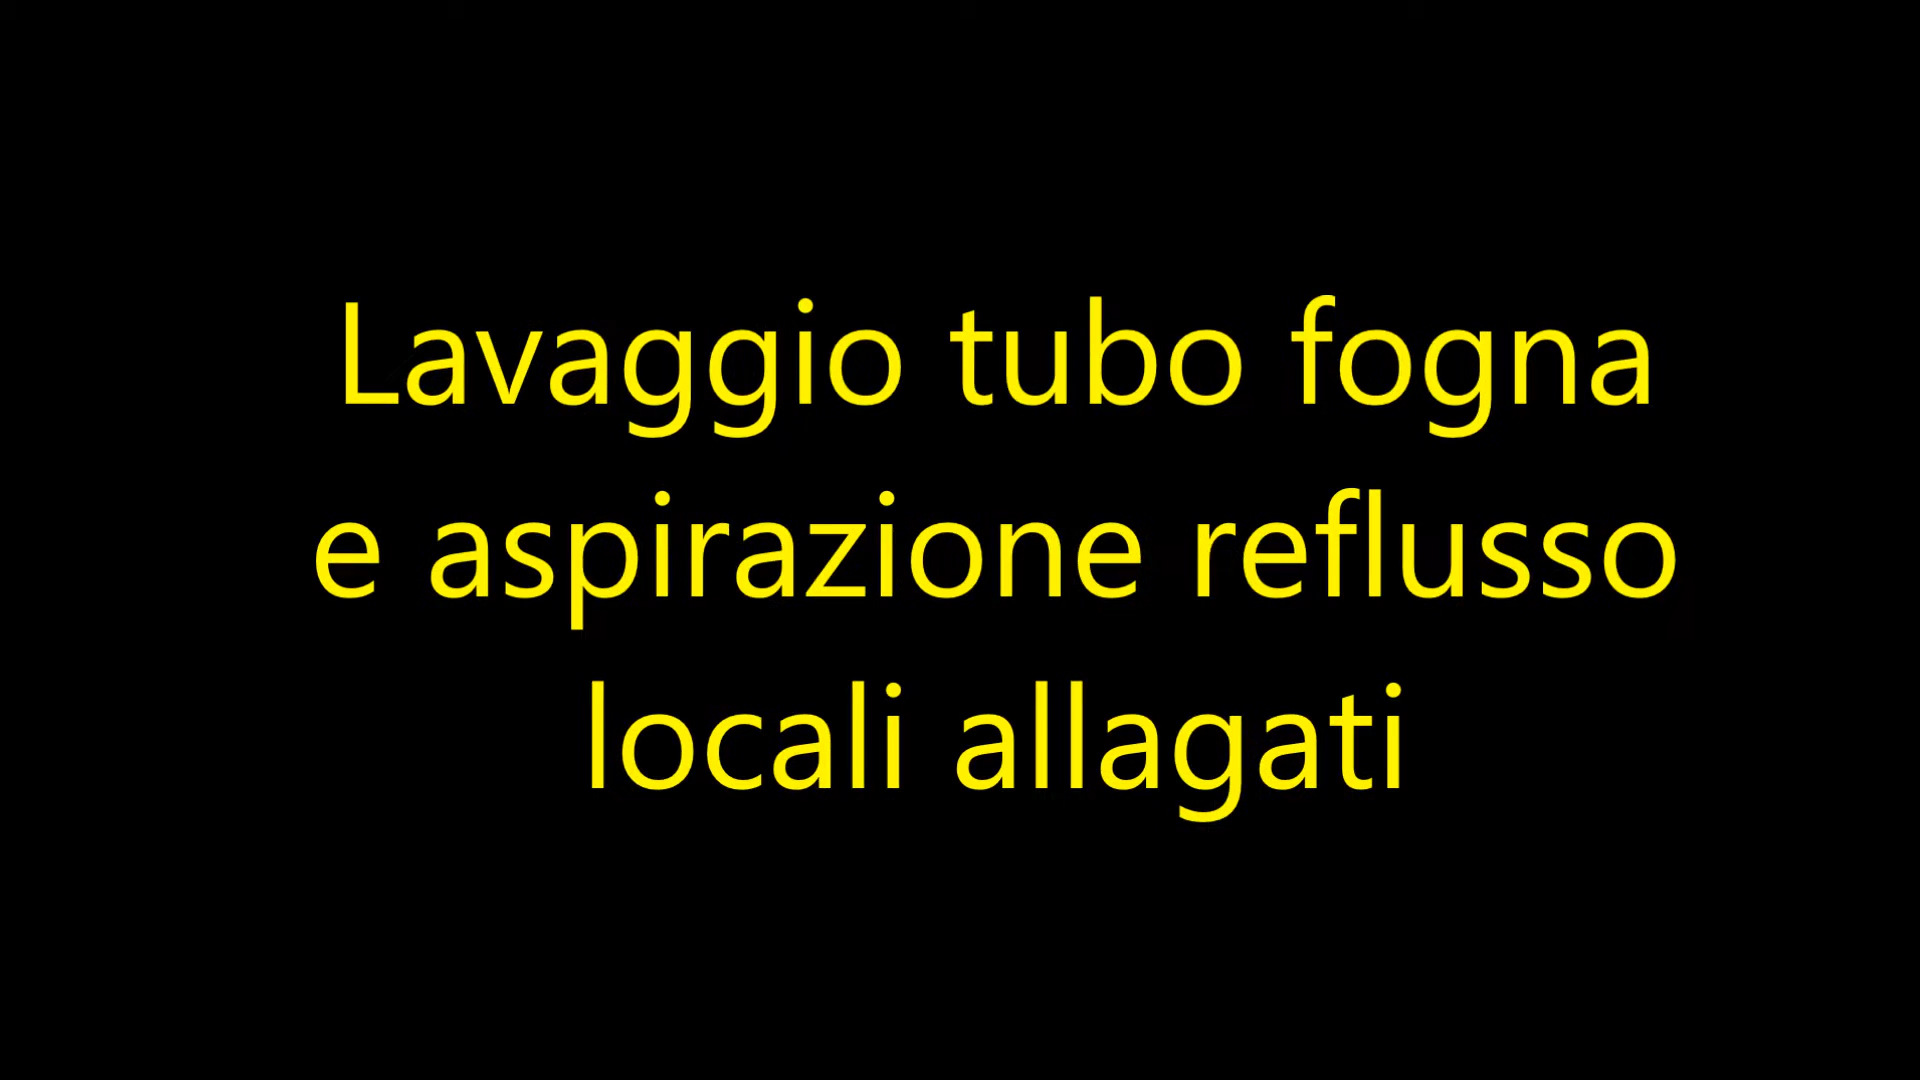 Lavaggio tubo fogna
e aspirazione reflusso
locali allagati